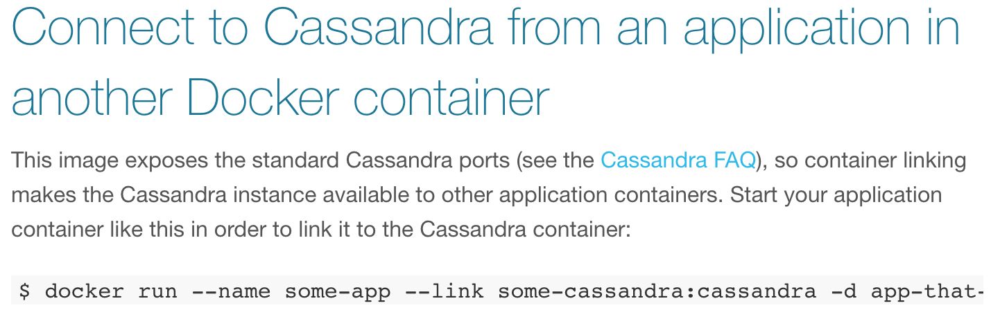 Connect to Cassandra from an application in
another Docker container
This image exposes the standard Cassandra ports (see the Cassandra FAQ), so container linking
makes the Cassandra instance available to other application containers. Start your application
container like this in order to link it to the Cassandra container:
$ docker run --name some-app --link some-cassandra:cassandra -d app-that-